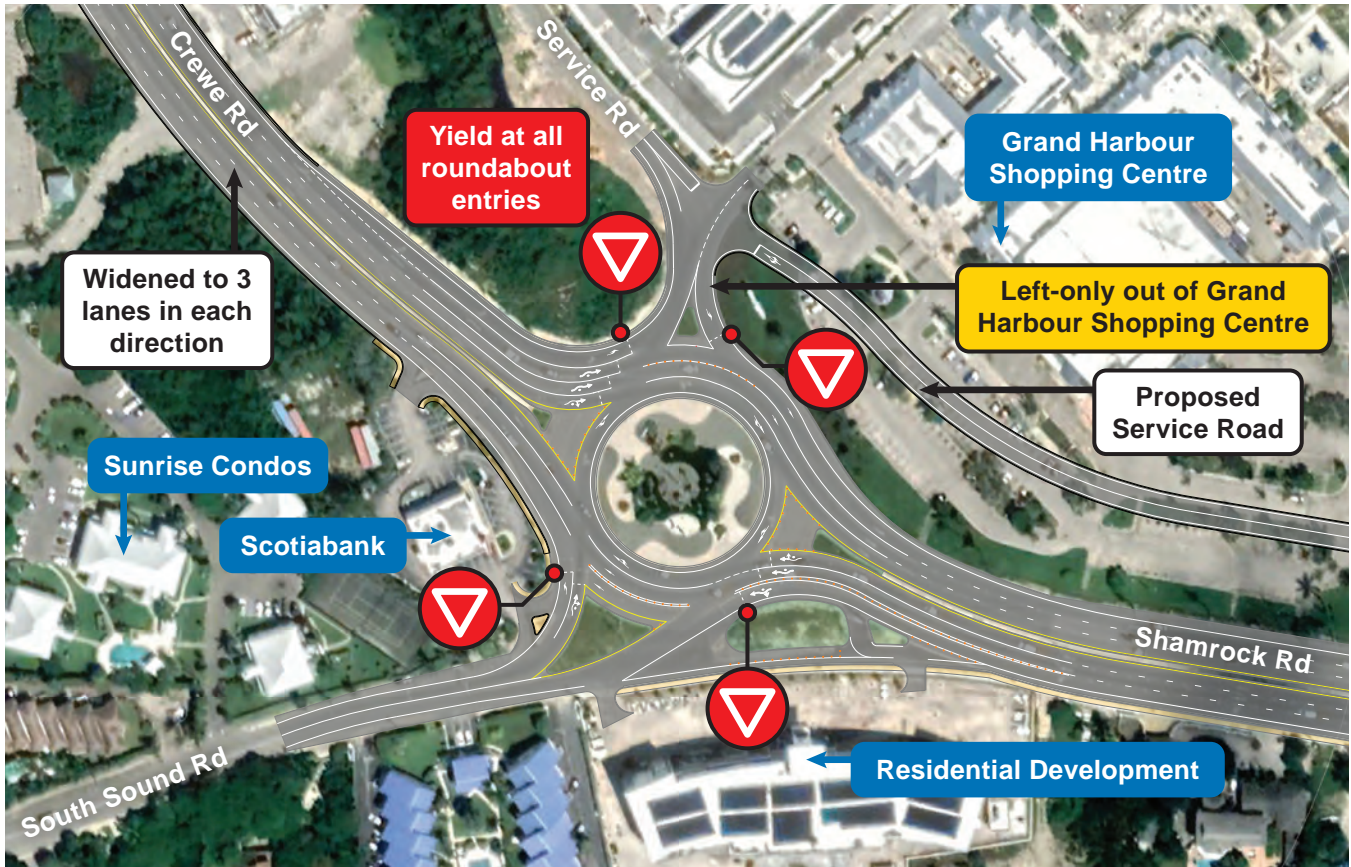 Crewe Rd
Service Rd
Yield at all
roundabout
entries
Grand Harbour
Shopping Centre
Widened to 3
lanes in each
direction
Left-only out of Grand
Harbour Shopping Centre
Proposed
Service Road
Sunrise Condos
Scotiabank
Shamrock Rd
South Sound Rd
Residential Development